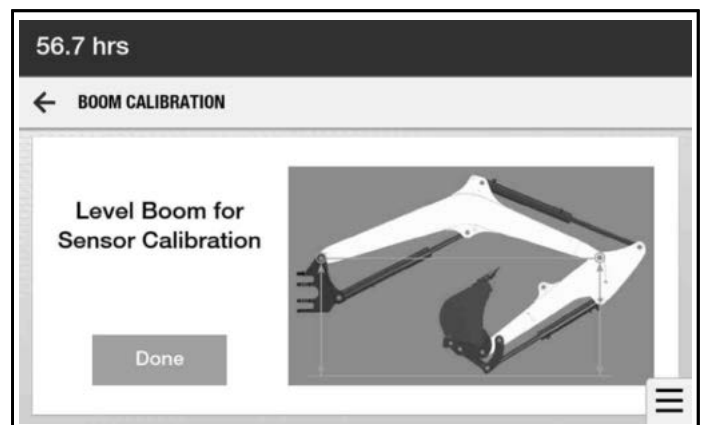 56.7 hrs
BOOM CALIBRATION
Level Boom for
Sensor Calibration
Done